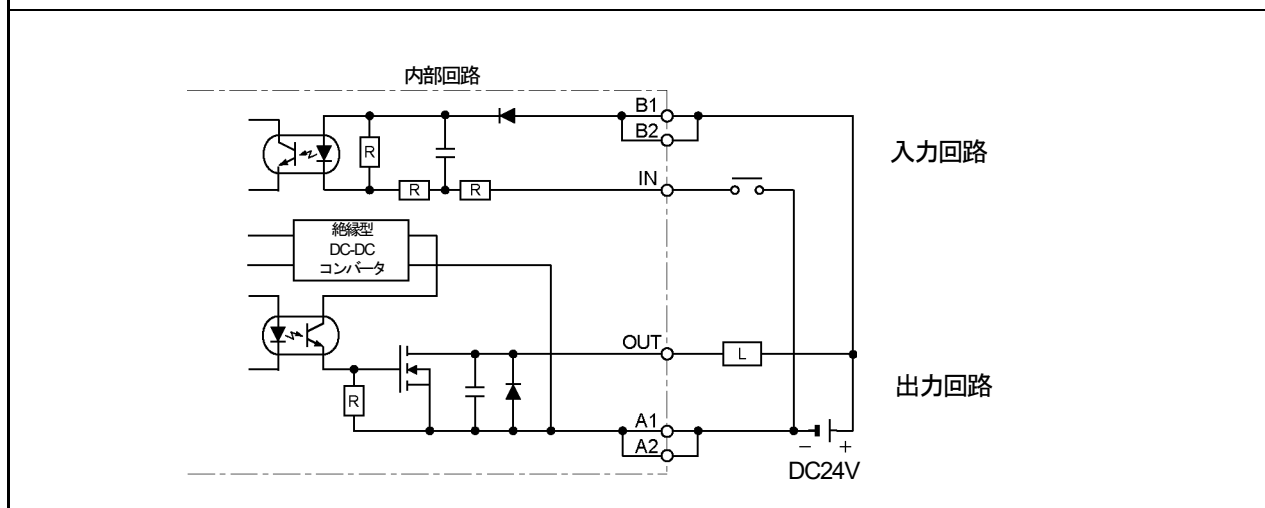 内部回路
B1
B2
入力回路
R
IN
R
R
絶縁型
DC-DC
コンバータ
OUT
L
出力回路
R
A1
A2
− +
DC24V